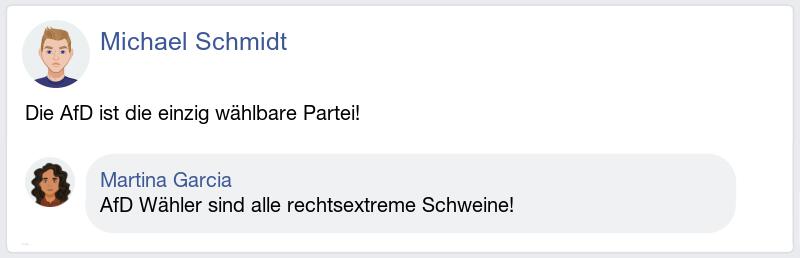 Michael Schmidt
Die AfD ist die einzig wählbare Partei!
Martina Garcia
AfD Wähler sind alle rechtsextreme Schweine!